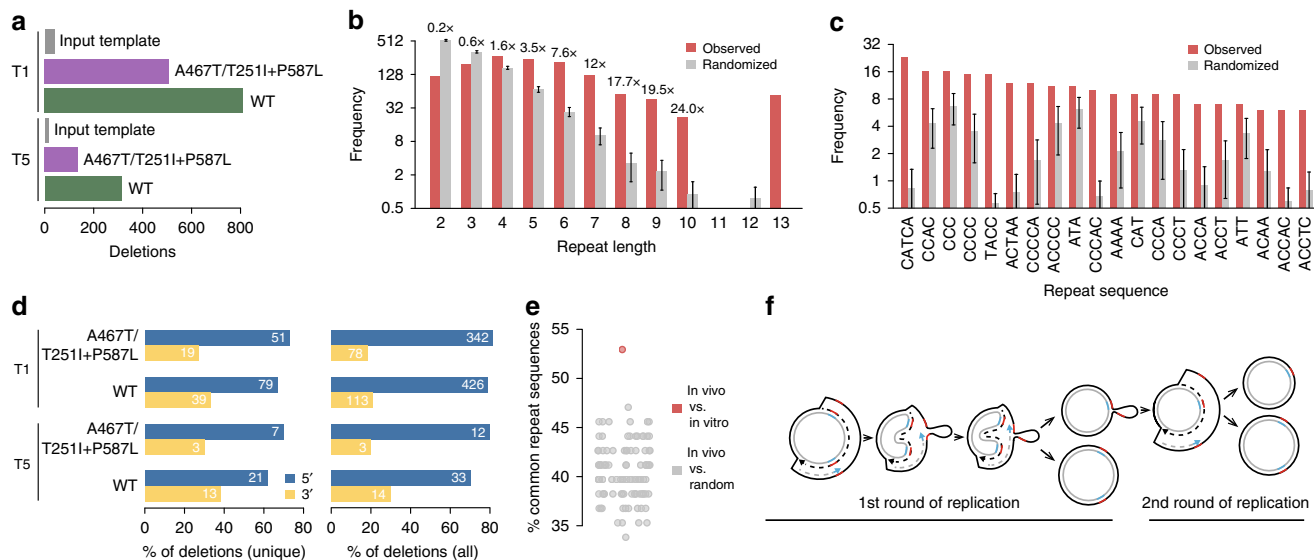 a
T1
Input template
A467T/T251I+P587L
WT
T5
Input template
A467T/T251I+P587L
WT
0 200 400 600 800
Deletions
b
Frequency
512
128
32
8
2
0.5
0.2×
0.6×
1.6×
3.5×
7.6×
12×
17.7×
19.5×
24.0×
Observed
Randomized
2 3 4 5 6 7 8 9 10 11 12 13
Repeat length
c
Frequency
32
16
8
4
2
1
0.5
Observed
Randomized
CATCA
CCAC
CCC
CCCC
TACC
ACTAA
CCCCA
ACCCC
ATA
CCCAC
AAAA
CAT
CCCA
CCCT
ACCA
ACCT
ATT
ACAA
ACCAC
ACCTC
Repeat sequence
d
T1
A467T/
T251I+P587L
51
19
342
78
WT
79
39
426
113
T5
A467T/
T251I+P587L
7
3
12
3
WT
21
13
33
14
5′
3′
0 20 40 60 80
% of deletions (unique)
0 20 40 60 80
% of deletions (all)
e
% common repeat sequences
55
50
45
40
35
In vivo
vs.
in vitro
In vivo
vs.
random
f
1st round of replication
2nd round of replication